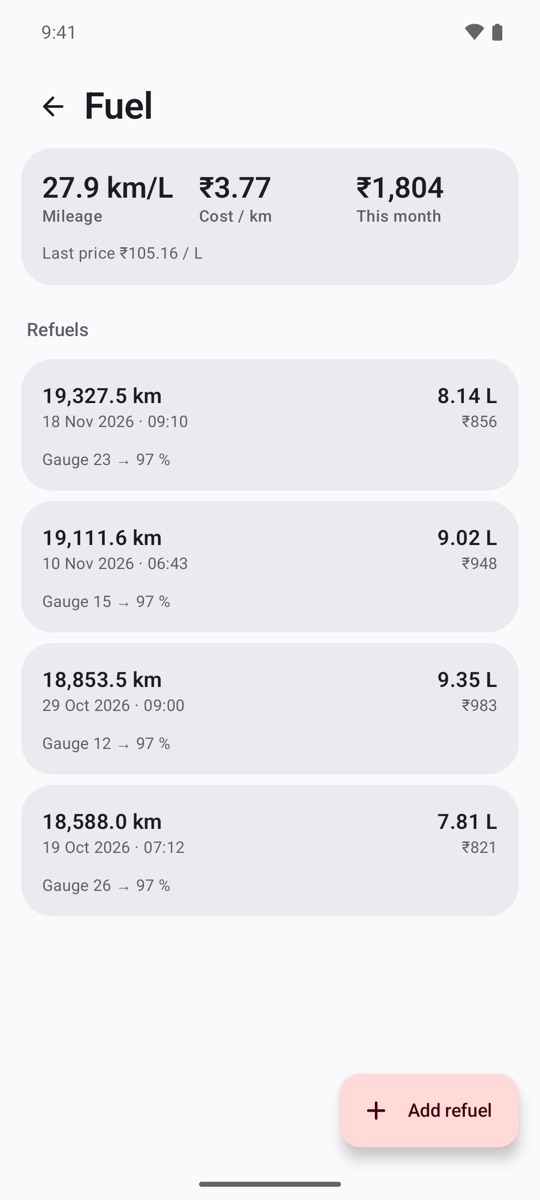 9:41
Fuel
27.9 km/L ₹3.77 ₹1,804
Mileage Cost / km This month
Last price ₹105.16 / L
Refuels
19,327.5 km 8.14 L
18 Nov 2026 · 09:10 ₹856
Gauge 23 → 97 %
19,111.6 km 9.02 L
10 Nov 2026 · 06:43 ₹948
Gauge 15 → 97 %
18,853.5 km 9.35 L
29 Oct 2026 · 09:00 ₹983
Gauge 12 → 97 %
18,588.0 km 7.81 L
19 Oct 2026 · 07:12 ₹821
Gauge 26 → 97 %
Add refuel